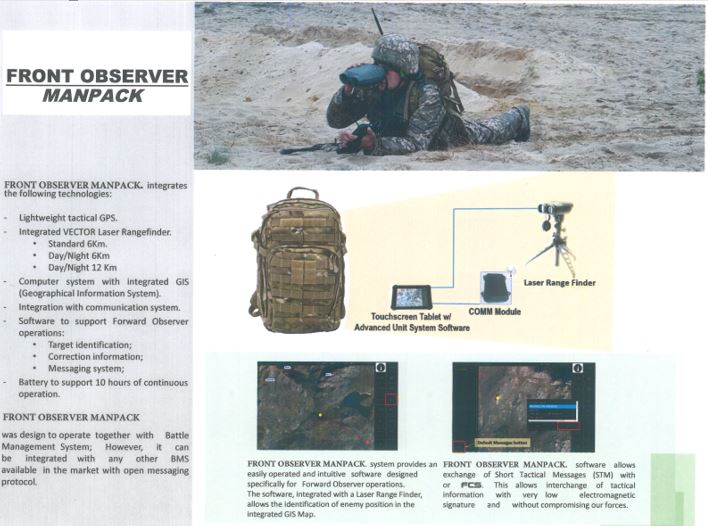 FRONT OBSERVER
MANPACK
FRONT OBSERVER MANPACK. integrates
the following technologies:
- Lightweight tactical GPS.
- Integrated VECTOR Laser Rangefinder.
• Standard 6Km.
• Day/Night 6Km
• Day/Night 12 Km
- Computer system with integrated GIS
(Geographical Information System).
- Integration with communication system.
- Software to support Forward Observer
operations:
• Target identification;
• Correction information;
• Messaging system;
- Battery to support 10 hours of continuous
operation.
FRONT OBSERVER MANPACK
was design to operate together with Battle
Management System; However, it can
be integrated with any other BMS
available in the market with open messaging
protocol.
Laser Range Finder
COMM Module
Touchscreen Tablet w/
Advanced Unit System Software
Default Messages button
FRONT OBSERVER MANPACK. system provides an
easily operated and intuitive software designed
specifically for Forward Observer operations.
The software, integrated with a Laser Range Finder,
allows the identification of enemy position in the
integrated GIS Map.
FRONT OBSERVER MANPACK. software allows
exchange of Short Tactical Messages (STM) with
or FCS. This allows interchange of tactical
information with very low electromagnetic
signature and without compromising our forces.